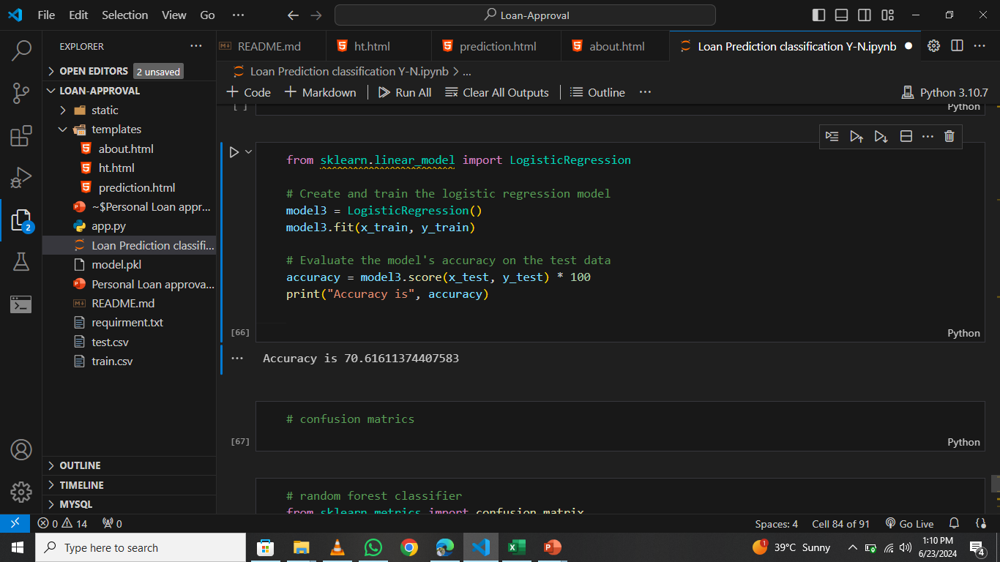 File Edit Selection View Go ··· Loan-Approval
EXPLORER ···
README.md ht.html prediction.html about.html Loan Prediction classification Y-N.ipynb ···
OPEN EDITORS 2 unsaved
LOAN-APPROVAL
static
templates
about.html
ht.html
prediction.html
~$Personal Loan appr...
app.py
Loan Prediction classifi...
model.pkl
Personal Loan approva...
README.md
requirment.txt
test.csv
train.csv
OUTLINE
TIMELINE
MYSQL
2
Loan Prediction classification Y-N.ipynb > ...
+ Code + Markdown Run All Clear All Outputs Outline ··· Python 3.10.7
[ ] Python
from sklearn.linear_model import LogisticRegression
# Create and train the logistic regression model
model3 = LogisticRegression()
model3.fit(x_train, y_train)
# Evaluate the model's accuracy on the test data
accuracy = model3.score(x_test, y_test) * 100
print("Accuracy is", accuracy)
[66] Python
··· Accuracy is 70.61611374407583
# confusion matrics
[67] Python
# random forest classifier
from sklearn.metrics import confusion_matrix
0 14 0 Spaces: 4 Cell 84 of 91 Go Live
Type here to search 39°C Sunny 1:10 PM
6/23/2024 4